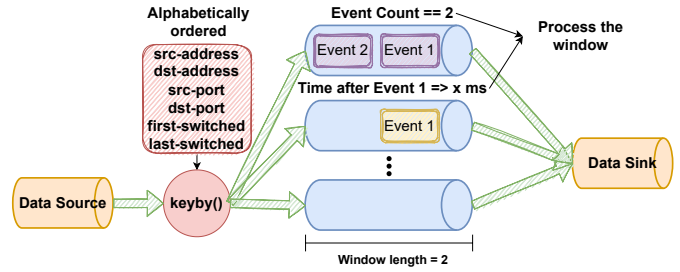 Alphabetically
ordered
src-address
dst-address
src-port
dst-port
first-switched
last-switched
Data Source
keyby()
Event Count == 2
Event 2
Event 1
Time after Event 1 => x ms
Event 1
Window length = 2
Process the
window
Data Sink